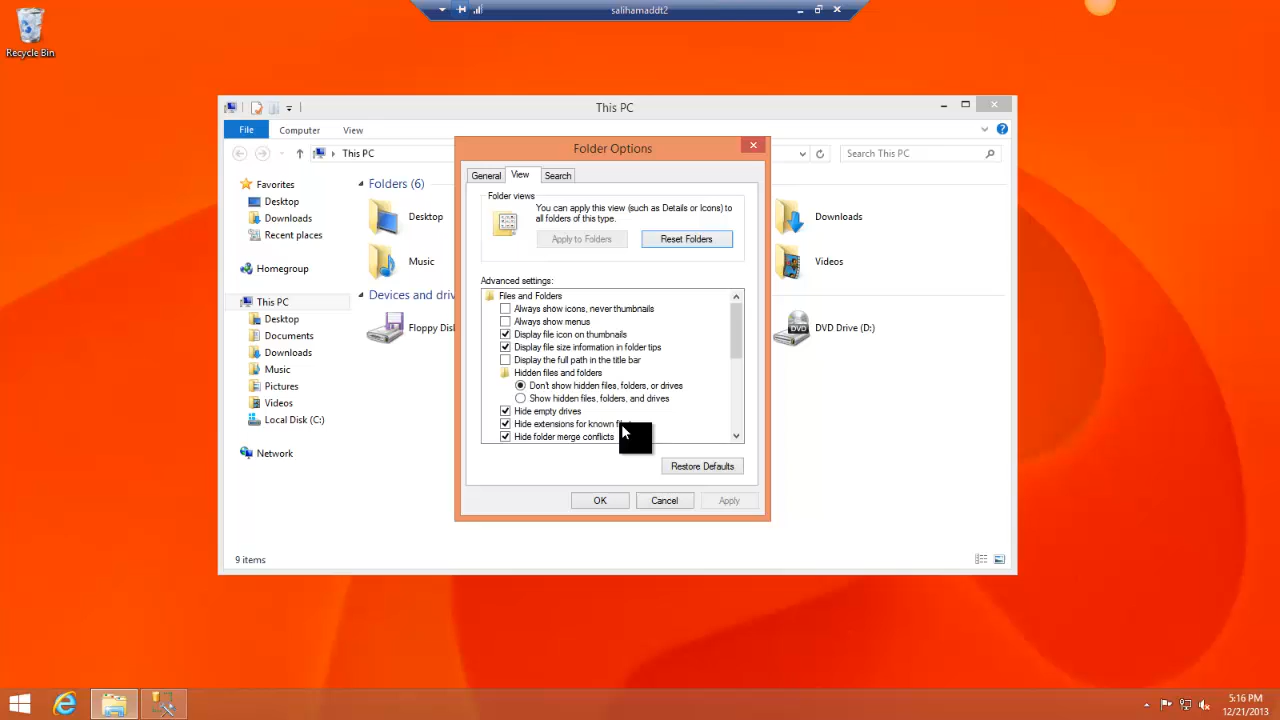 salihamaddt2
Recycle Bin
This PC
File
Computer
View
This PC
Search This PC
Favorites
Desktop
Downloads
Recent places
Homegroup
This PC
Desktop
Documents
Downloads
Music
Pictures
Videos
Local Disk (C:)
Network
Folders (6)
Desktop
Music
Devices and driv
Floppy Disk
Downloads
Videos
DVD Drive (D:)
DVD
9 items
Folder Options
General
View
Search
Folder views
You can apply this view (such as Details or Icons) to
all folders of this type.
Apply to Folders
Reset Folders
Advanced settings:
Files and Folders
Always show icons, never thumbnails
Always show menus
Display file icon on thumbnails
Display file size information in folder tips
Display the full path in the title bar
Hidden files and folders
Don't show hidden files, folders, or drives
Show hidden files, folders, and drives
Hide empty drives
Hide extensions for known
Hide folder merge conflicts
Restore Defaults
OK
Cancel
Apply
5:16 PM
12/21/2013